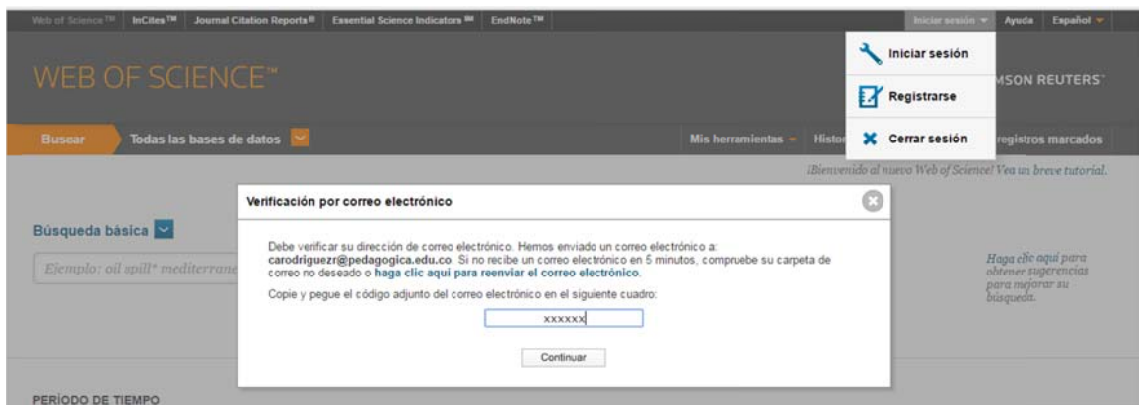 Web of Science™ InCites™ Journal Citation Reports® Essential Science Indicators ℠ EndNote™ Iniciar sesión Ayuda Español
Iniciar sesión
WEB OF SCIENCE™ MSON REUTERS™
Registrarse
Buscar Todas las bases de datos Mis herramientas Histo Cerrar sesión registros marcados
¡Bienvenido al nuevo Web of Science! Vea un breve tutorial.
Verificación por correo electrónico
Búsqueda básica
Debe verificar su dirección de correo electrónico. Hemos enviado un correo electrónico a:
carodriguezr@pedagogica.edu.co. Si no recibe un correo electrónico en 5 minutos, compruebe su carpeta de
correo no deseado o haga clic aquí para reenviar el correo electrónico.
Ejemplo: oil spill* mediterrane
Haga clic aquí para
obtener sugerencias
para mejorar su
búsqueda.
Copie y pegue el código adjunto del correo electrónico en el siguiente cuadro:
xxxxxx
Continuar
PERÍODO DE TIEMPO